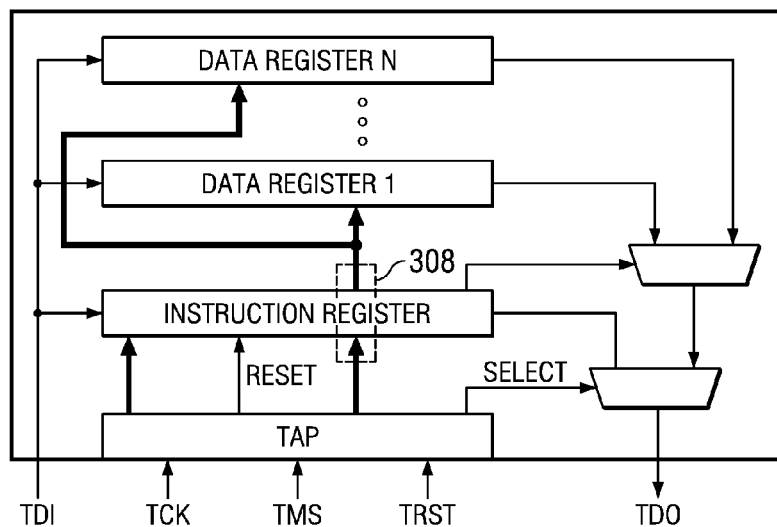 DATA REGISTER N
DATA REGISTER 1
308
INSTRUCTION REGISTER
RESET
SELECT
TAP
TDI TCK TMS TRST TDO